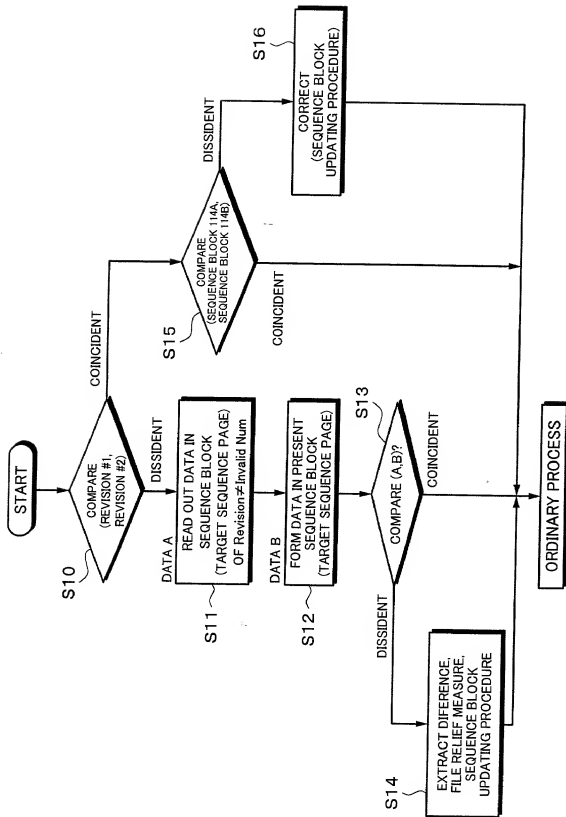 START
S10
COMPARE
(REVISION #1,
REVISION #2)
COINCIDENT
DISSIDENT
DATA A
S11
READ OUT DATA IN
SEQUENCE BLOCK
(TARGET SEQUENCE PAGE)
OF Revision≠Invalid Num
DATA B
S12
FORM DATA IN PRESENT
SEQUENCE BLOCK
(TARGET SEQUENCE PAGE)
S13
COMPARE (A,B)?
DISSIDENT
COINCIDENT
S14
EXTRACT DIFERENCE,
FILE RELIEF MEASURE,
SEQUENCE BLOCK
UPDATING PROCEDURE
S15
COMPARE
(SEQUENCE BLOCK 114A,
SEQUENCE BLOCK 114B)
DISSIDENT
COINCIDENT
S16
CORRECT
(SEQUENCE BLOCK
UPDATING PROCEDURE)
ORDINARY PROCESS